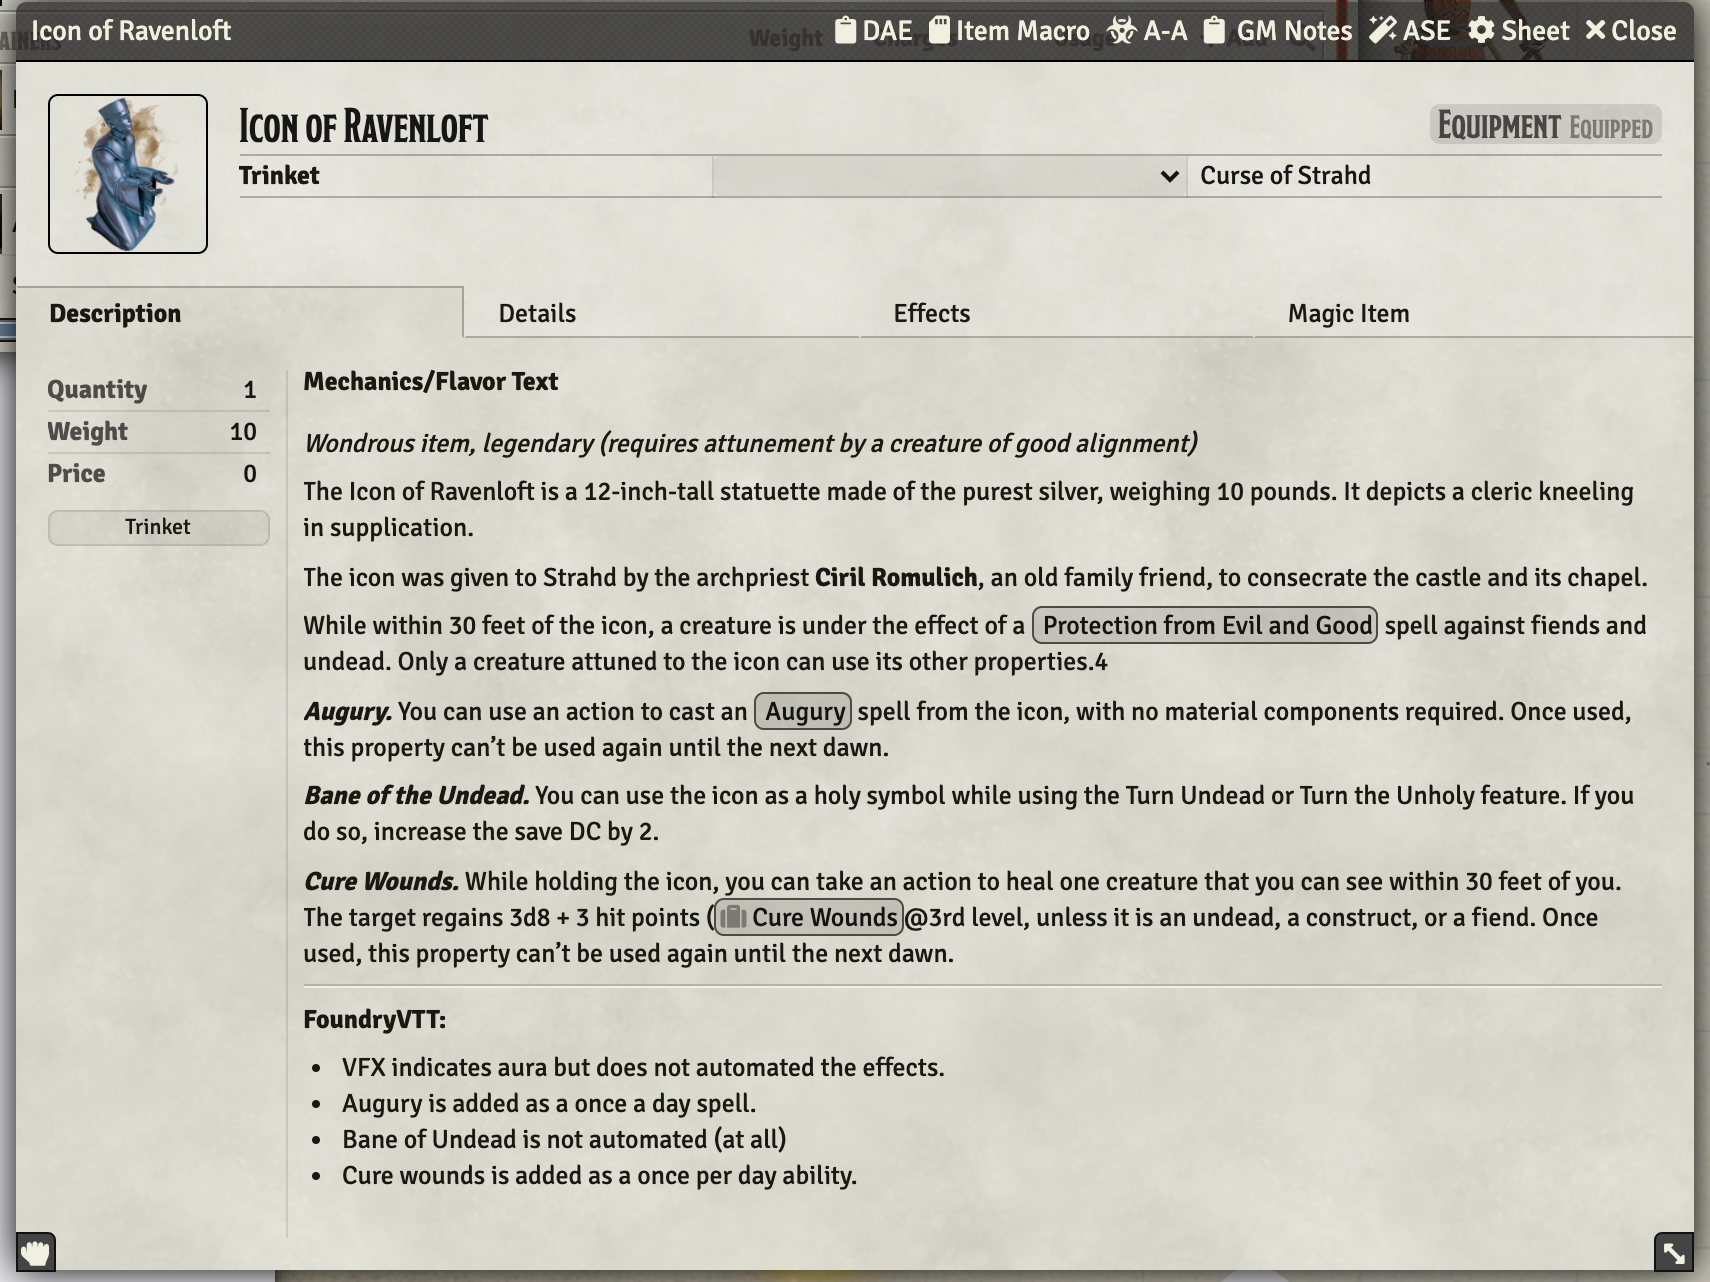 Icon of Ravenloft
DAE Item Macro A-A GM Notes ASE Sheet Close
Icon of Ravenloft
Equipment Equipped
Trinket
Curse of Strahd
Description Details Effects Magic Item
Quantity 1
Weight 10
Price 0
Trinket
Mechanics/Flavor Text
Wondrous item, legendary (requires attunement by a creature of good alignment)
The Icon of Ravenloft is a 12-inch-tall statuette made of the purest silver, weighing 10 pounds. It depicts a cleric kneeling
in supplication.
The icon was given to Strahd by the archpriest Ciril Romulich, an old family friend, to consecrate the castle and its chapel.
While within 30 feet of the icon, a creature is under the effect of a Protection from Evil and Good spell against fiends and
undead. Only a creature attuned to the icon can use its other properties.4
Augury. You can use an action to cast an Augury spell from the icon, with no material components required. Once used,
this property can’t be used again until the next dawn.
Bane of the Undead. You can use the icon as a holy symbol while using the Turn Undead or Turn the Unholy feature. If you
do so, increase the save DC by 2.
Cure Wounds. While holding the icon, you can take an action to heal one creature that you can see within 30 feet of you.
The target regains 3d8 + 3 hit points (Cure Wounds@3rd level, unless it is an undead, a construct, or a fiend. Once
used, this property can’t be used again until the next dawn.
FoundryVTT:
• VFX indicates aura but does not automated the effects.
• Augury is added as a once a day spell.
• Bane of Undead is not automated (at all)
• Cure wounds is added as a once per day ability.